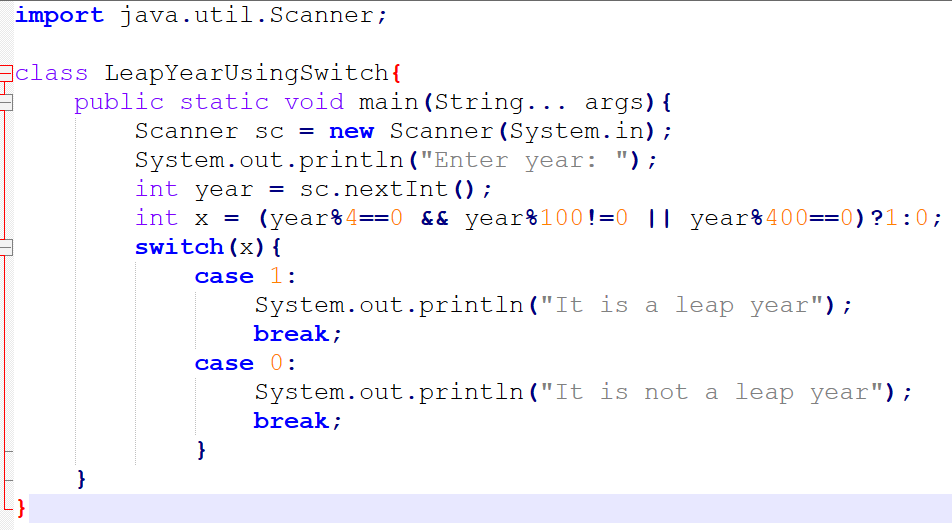 import java.util.Scanner;
class LeapYearUsingSwitch{
public static void main(String... args){
Scanner sc = new Scanner(System.in);
System.out.println("Enter year: ");
int year = sc.nextInt();
int x = (year%4==0 && year%100!=0 || year%400==0)?1:0;
switch(x){
case 1:
System.out.println("It is a leap year");
break;
case 0:
System.out.println("It is not a leap year");
break;
}
}
}